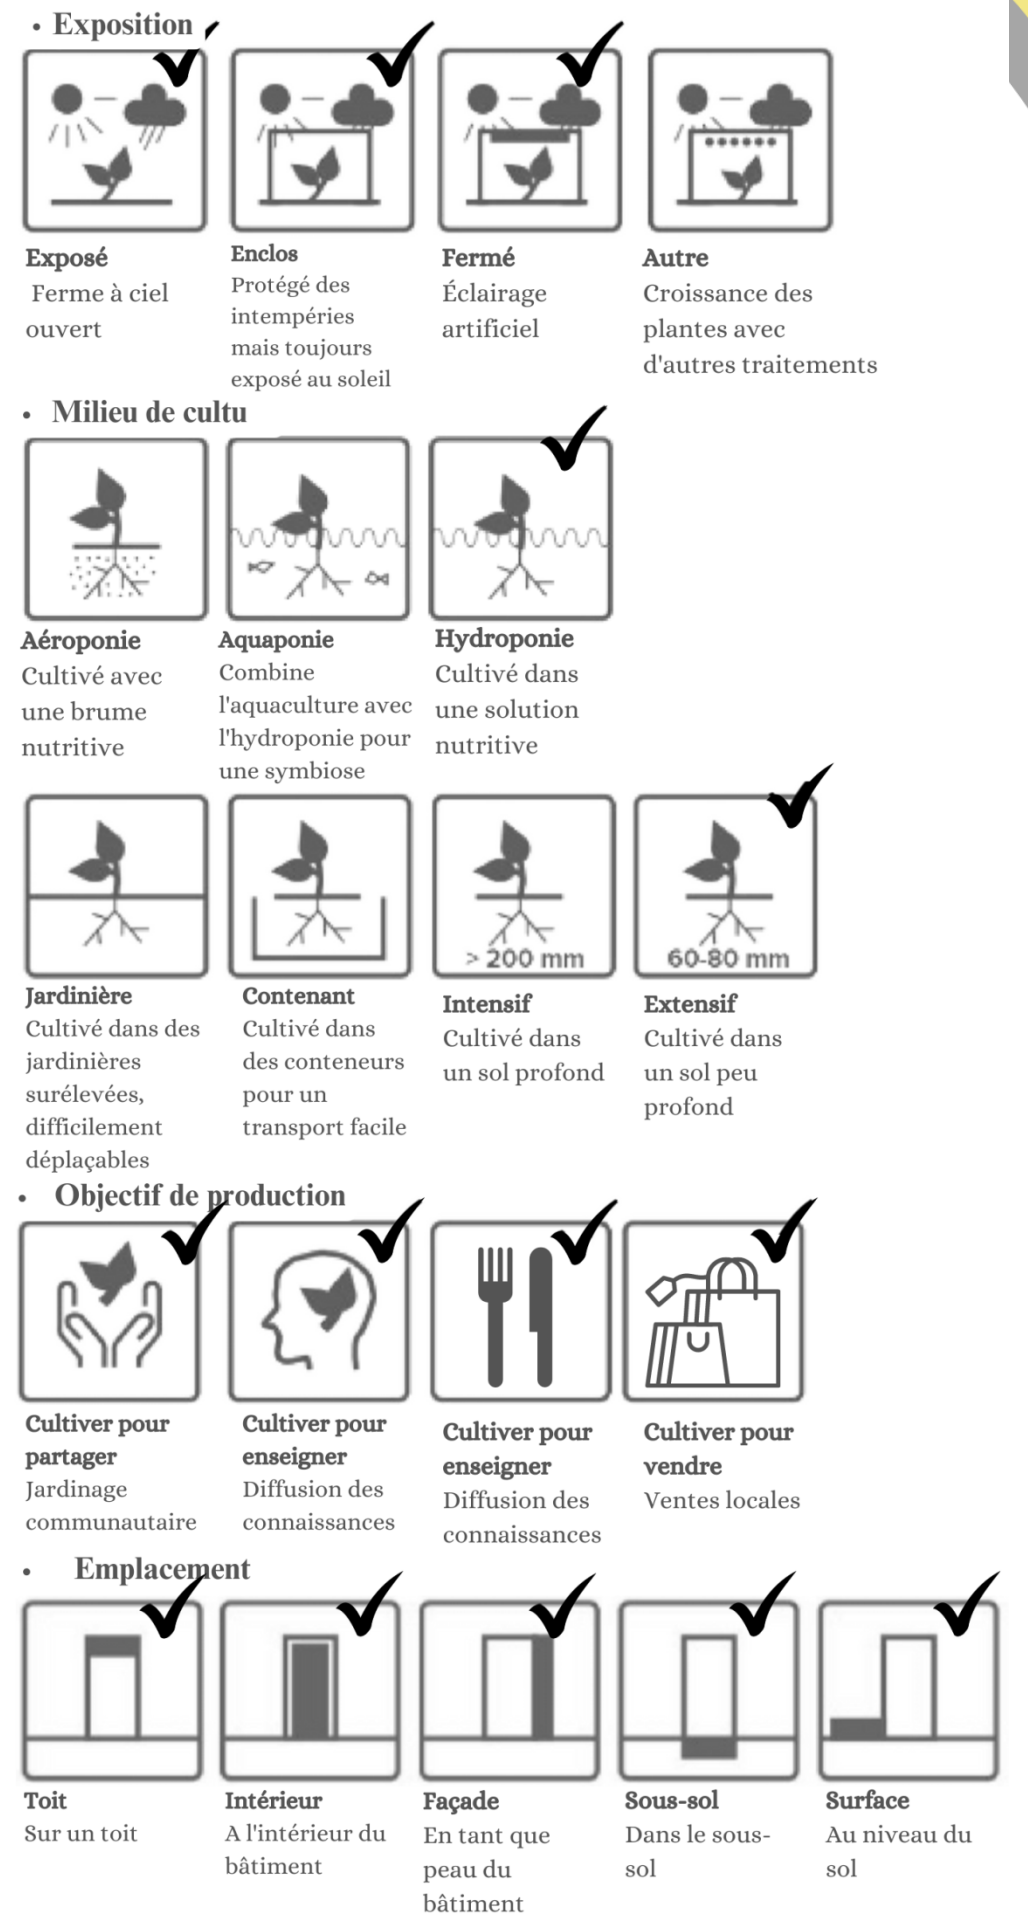 • Exposition
Exposé
Ferme à ciel
ouvert
Enclos
Protégé des
intempéries
mais toujours
exposé au soleil
Fermé
Éclairage
artificiel
Autre
Croissance des
plantes avec
d'autres traitements
• Milieu de cultu
Aéroponie
Cultivé avec
une brume
nutritive
Aquaponie
Combine
l'aquaculture avec
l'hydroponie pour
une symbiose
Hydroponie
Cultivé dans
une solution
nutritive
> 200 mm
60-80 mm
Jardinière
Cultivé dans des
jardinières
surélevées,
difficilement
déplaçables
Contenant
Cultivé dans
des conteneurs
pour un
transport facile
Intensif
Cultivé dans
un sol profond
Extensif
Cultivé dans
un sol peu
profond
• Objectif de production
Cultiver pour
partager
Jardinage
communautaire
Cultiver pour
enseigner
Diffusion des
connaissances
Cultiver pour
enseigner
Diffusion des
connaissances
Cultiver pour
vendre
Ventes locales
• Emplacement
Toit
Sur un toit
Intérieur
A l'intérieur du
bâtiment
Façade
En tant que
peau du
bâtiment
Sous-sol
Dans le sous-
sol
Surface
Au niveau du
sol